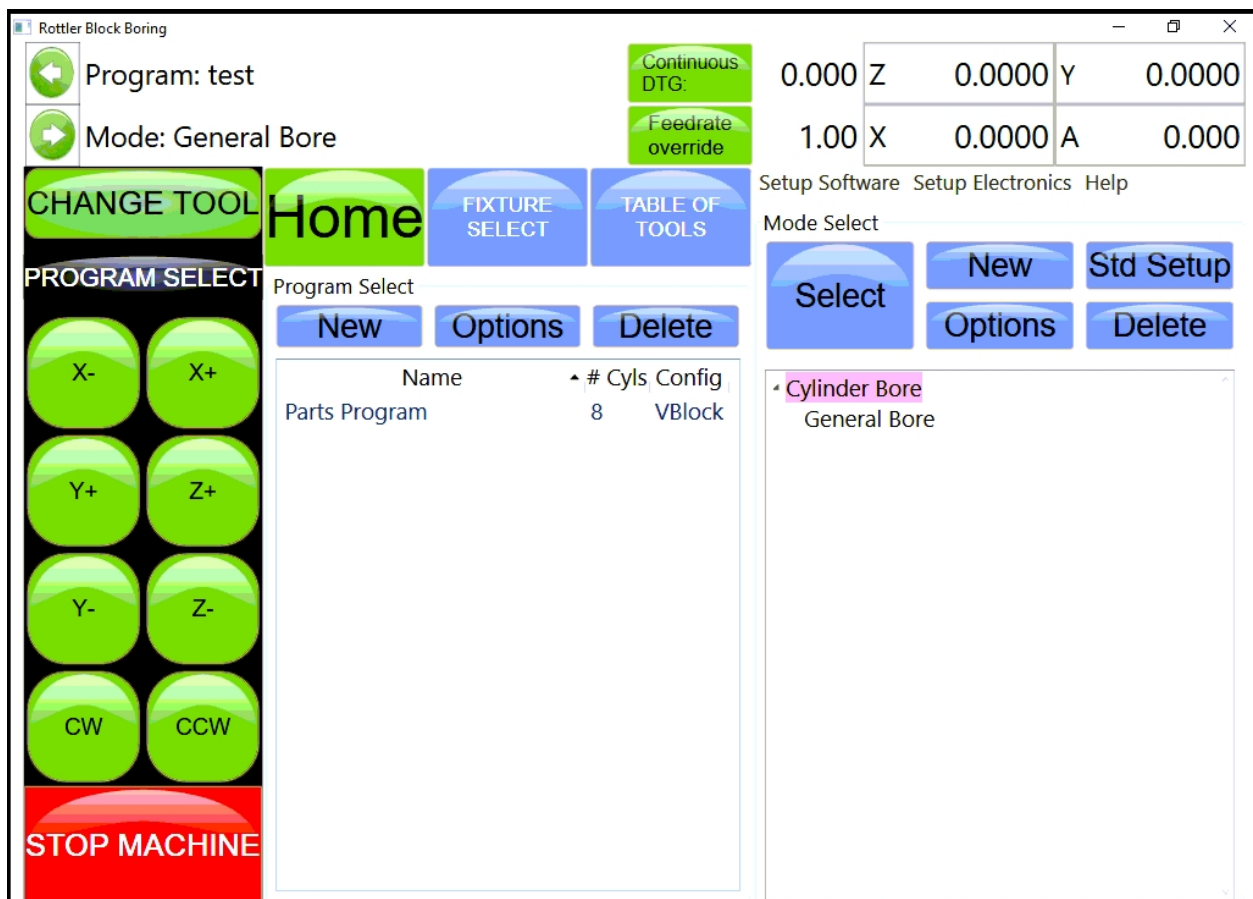 Rottler Block Boring
Program: test
Continuous DTG:
0.000
Z 0.0000
Y 0.0000
Mode: General Bore
Feedrate override
1.00
X 0.0000
A 0.000
CHANGE TOOL
PROGRAM SELECT
X- X+
Y+ Z+
Y- Z-
CW CCW
STOP MACHINE
Home
FIXTURE SELECT
TABLE OF TOOLS
Program Select
New Options Delete
Name # Cyls Config
Parts Program 8 VBlock
Setup Software Setup Electronics Help
Mode Select
Select
New Std Setup
Options Delete
Cylinder Bore
General Bore